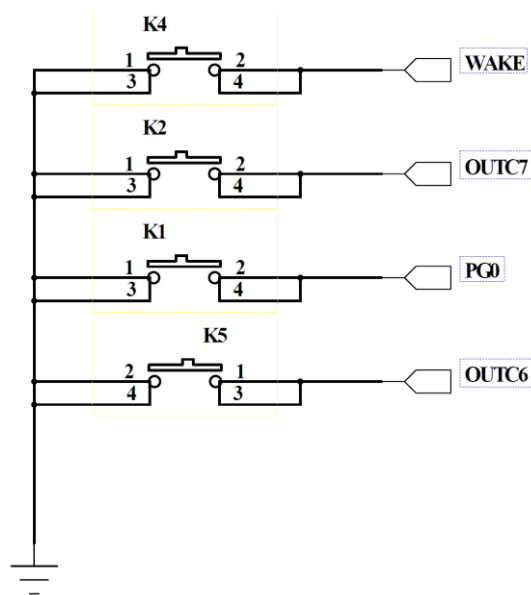 K4
1 2 WAKE
3 4
K2
1 2 OUTC7
3 4
K1
1 2 PG0
3 4
K5
2 1 OUTC6
4 3